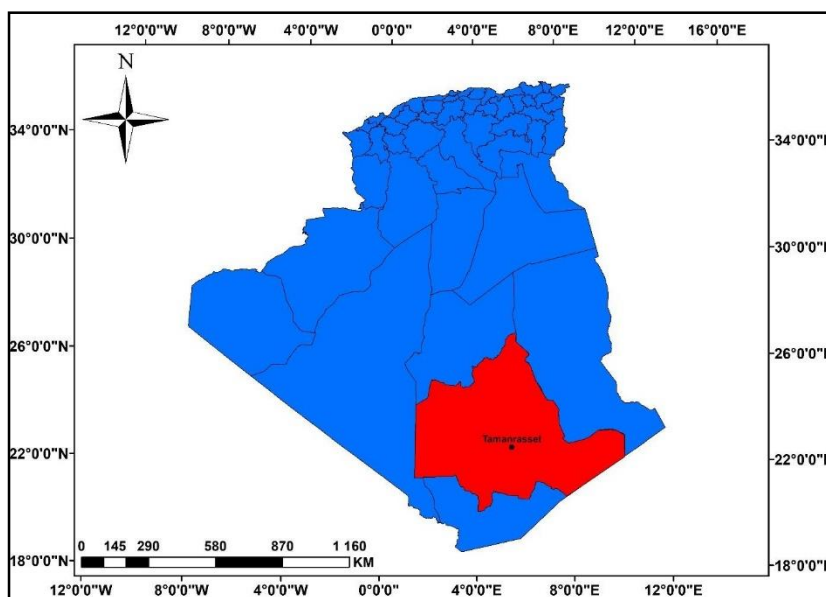 12°0'0"W 8°0'0"W 4°0'0"W 0°0'0" 4°0'0"E 8°0'0"E 12°0'0"E 16°0'0"E
N
34°0'0"N 34°0'0"N
30°0'0"N 30°0'0"N
26°0'0"N 26°0'0"N
Tamanrasset
22°0'0"N 22°0'0"N
0 145 290 580 870 1 160
KM
18°0'0"N 18°0'0"N
12°0'0"W 8°0'0"W 4°0'0"W 0°0'0" 4°0'0"E 8°0'0"E 12°0'0"E